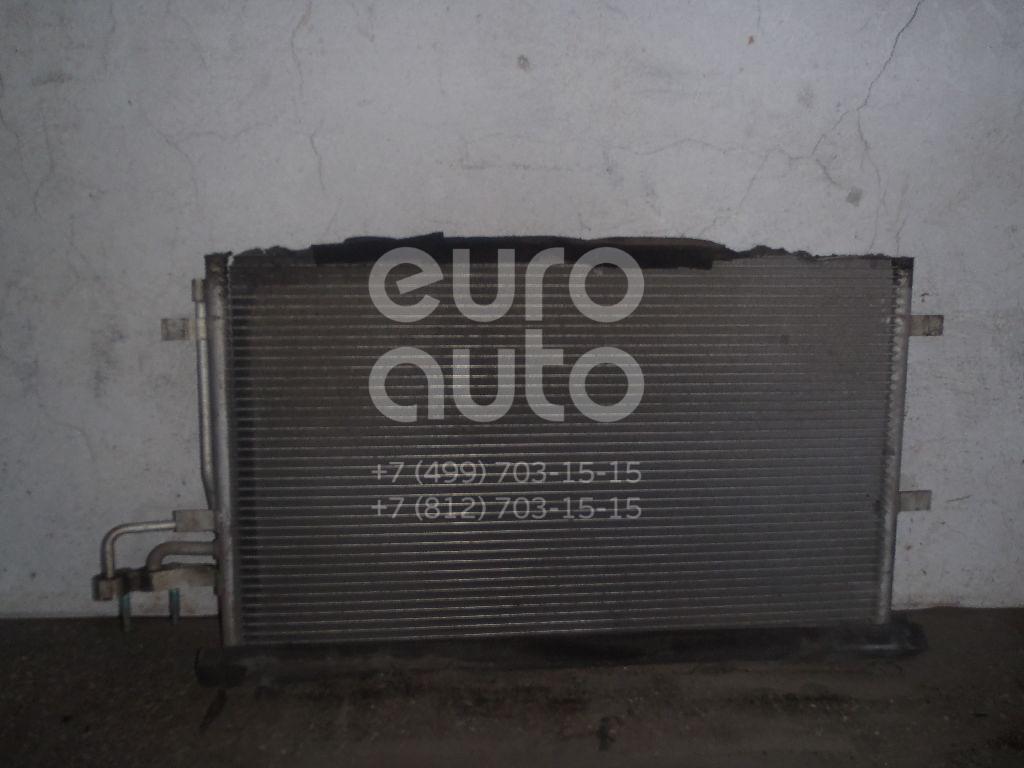 euro
auto
+7 (499) 703-15-15
+7 (812) 703-15-15